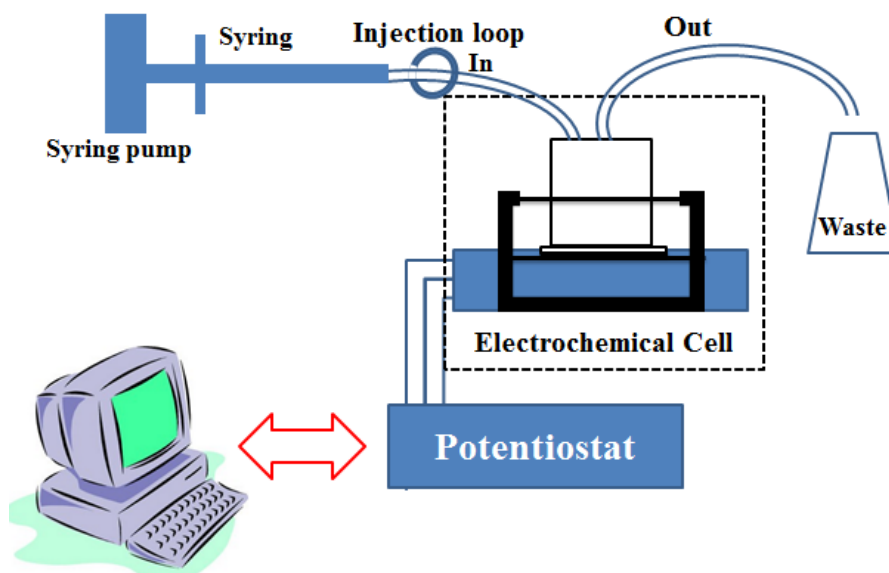 Syring
Injection loop
In
Out
Syring pump
Waste
Electrochemical Cell
Potentiostat